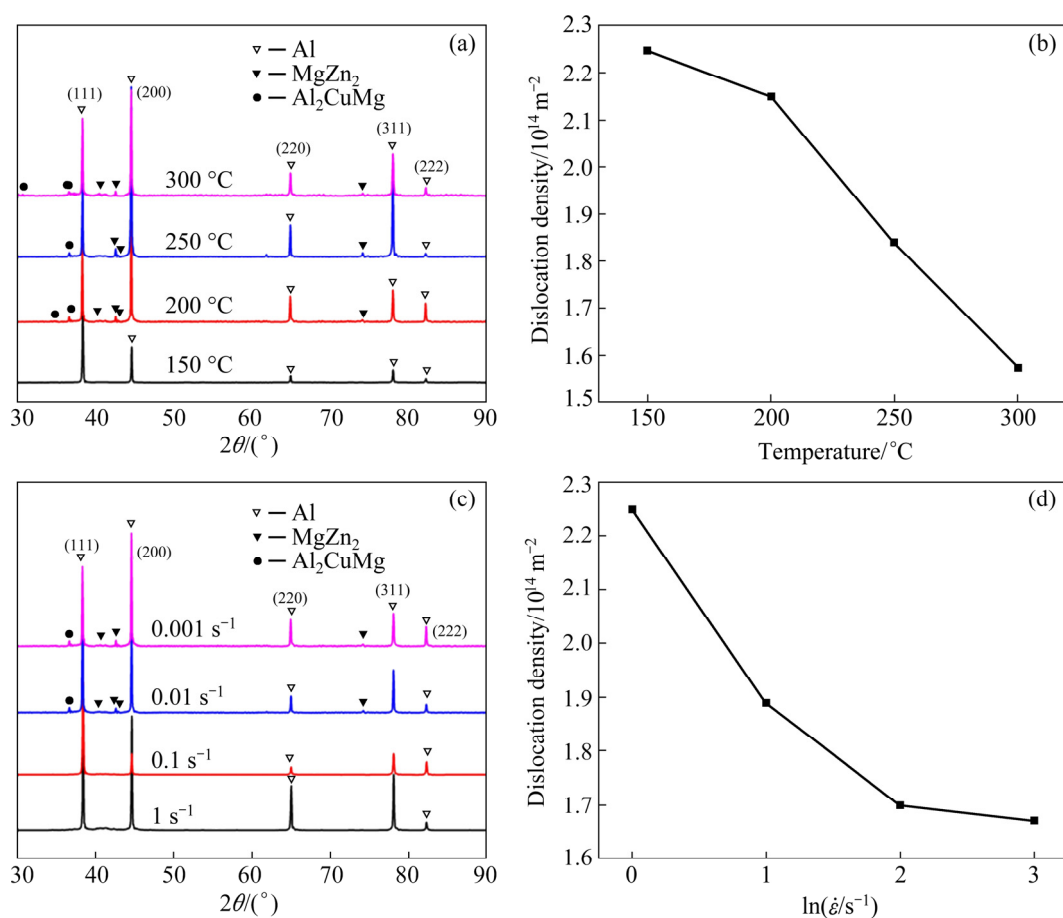 (a)
▽ — Al
▼ — MgZn₂
● — Al₂CuMg
(111)
(200)
(220)
(311)
(222)
300 °C
250 °C
200 °C
150 °C
30 40 50 60 70 80 90
2θ/(°)
(b)
Dislocation density/10¹⁴ m⁻²
2.3
2.2
2.1
2.0
1.9
1.8
1.7
1.6
1.5
150 200 250 300
Temperature/°C
(c)
▽ — Al
▼ — MgZn₂
● — Al₂CuMg
(111)
(200)
(220)
(311)
(222)
0.001 s⁻¹
0.01 s⁻¹
0.1 s⁻¹
1 s⁻¹
30 40 50 60 70 80 90
2θ/(°)
(d)
Dislocation density/10¹⁴ m⁻²
2.3
2.2
2.1
2.0
1.9
1.8
1.7
1.6
0 1 2 3
ln(ε̇/s⁻¹)